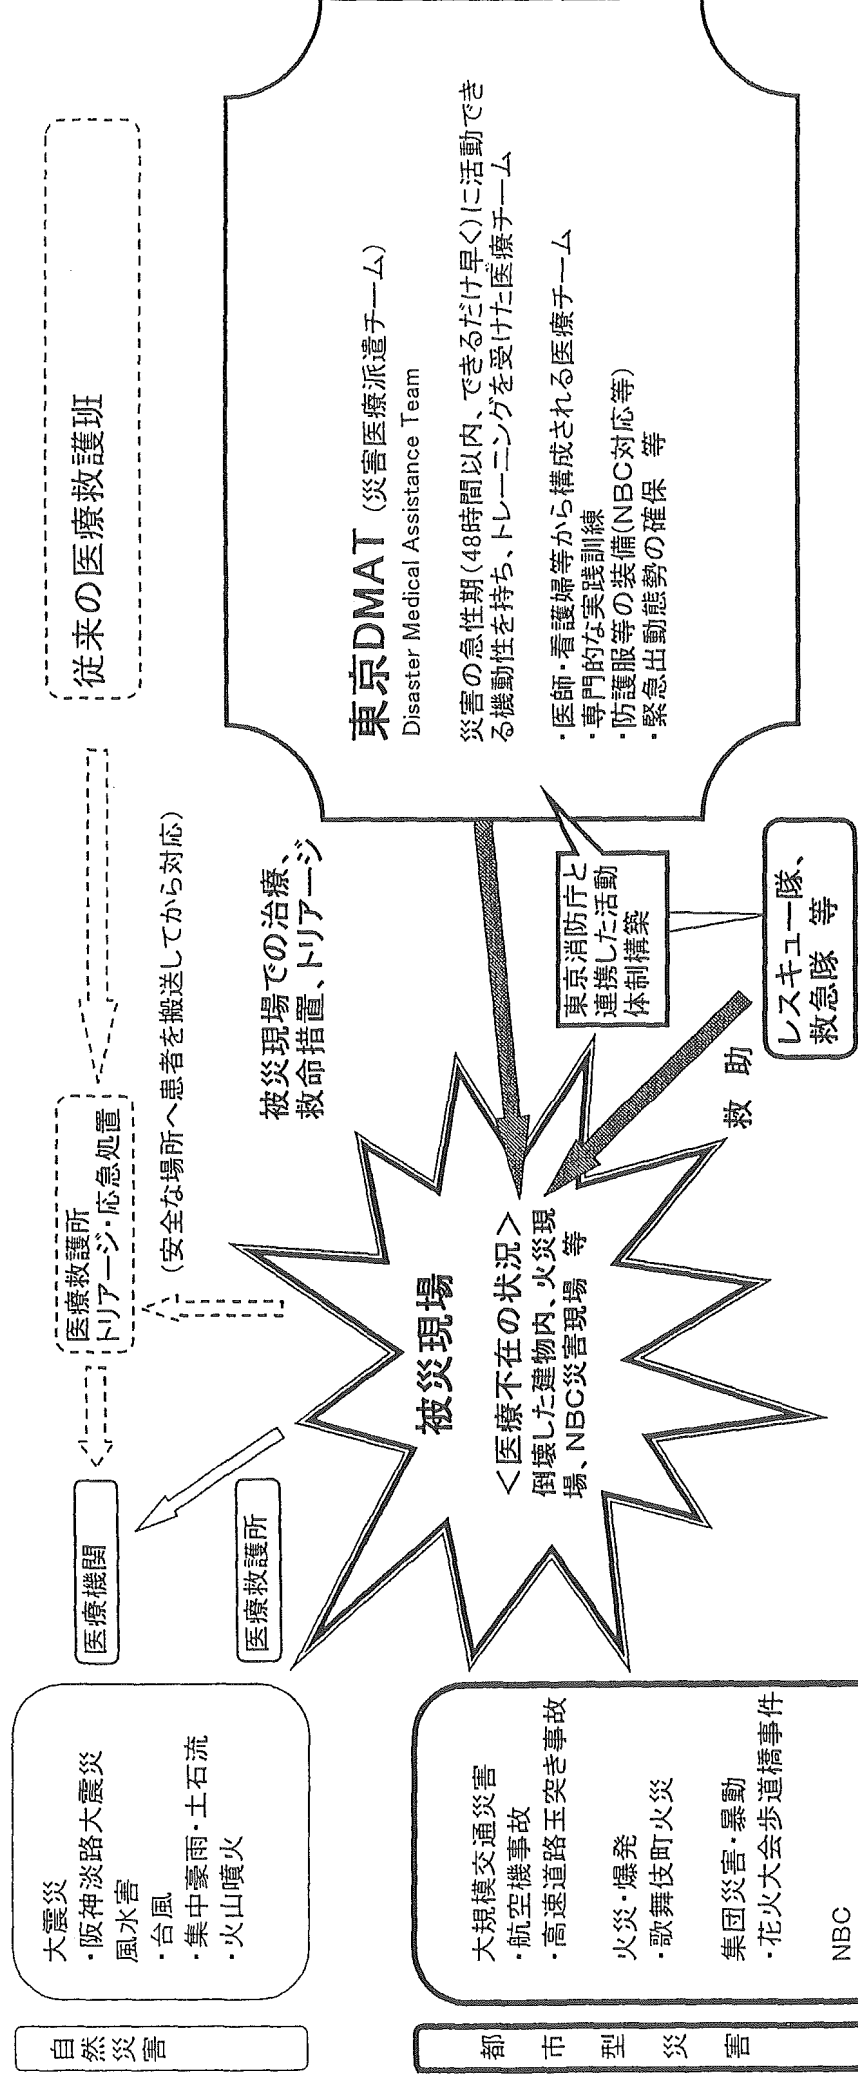 自然災害
大震災
・阪神淡路大震災
風水害
・台風
・集中豪雨・土石流
・火山噴火
都市型災害
大規模交通災害
・航空機事故
・高速道路玉突き事故
火災・爆発
・歌舞伎町火災
集団災害・暴動
・花火大会歩道橋事件
NBC
医療機関
医療救護所
医療救護所
トリアージ・応急処置
(安全な場所へ患者を搬送してから対応)
従来の医療救護班
被災現場
<医療不在の状況>
倒壊した建物内、火災現
場、NBC災害現場 等
被災現場での治療、
救命措置、トリアージ
救助
東京消防庁と
連携した活動
体制構築
レスキュー隊、
救急隊 等
東京DMAT (災害医療派遣チーム)
Disaster Medical Assistance Team
災害の急性期(48時間以内、できるだけ早く)に活動でき
る機動性を持ち、トレーニングを受けた医療チーム
・医師・看護婦等から構成される医療チーム
・専門的な実践訓練
・防護服等の装備(NBC対応等)
・緊急出動態勢の確保 等